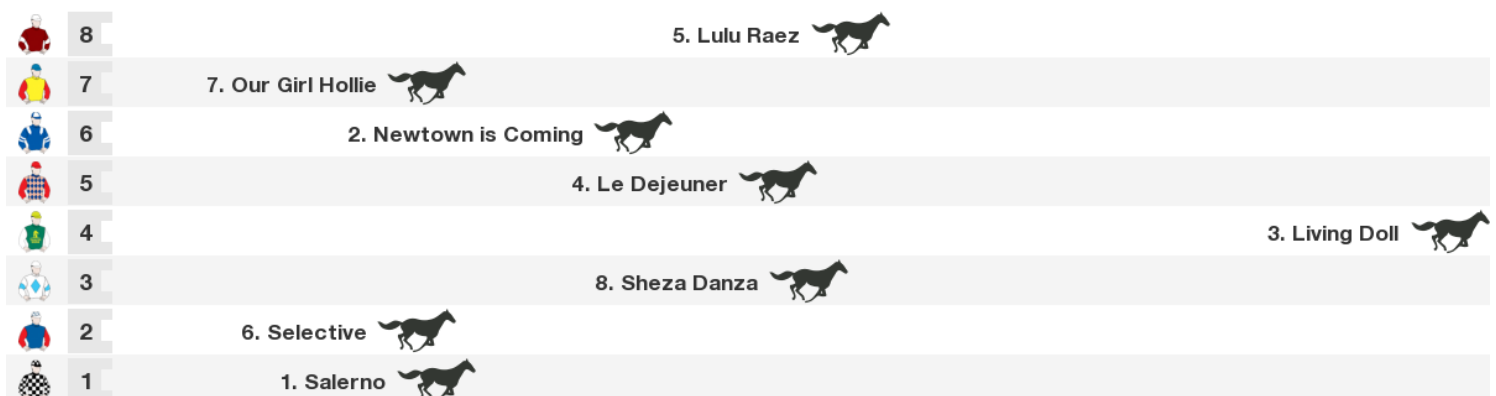 8 5. Lulu Raez
7 7. Our Girl Hollie
6 2. Newtown is Coming
5 4. Le Dejeuner
4 3. Living Doll
3 8. Sheza Danza
2 6. Selective
1 1. Salerno